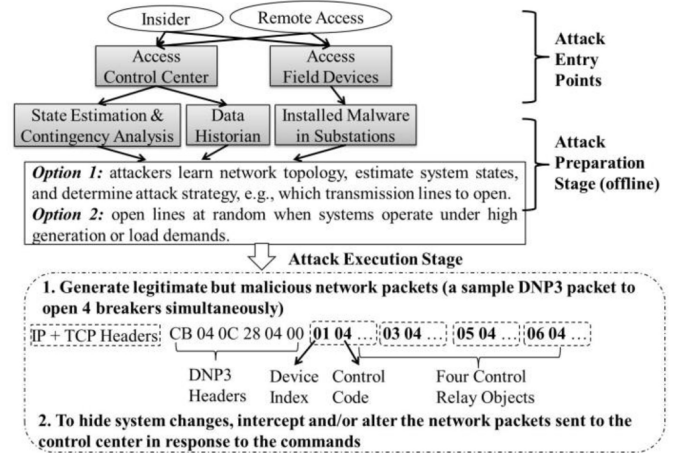 Insider
Remote Access
Access
Control Center
Access
Field Devices
Attack
Entry
Points
State Estimation &
Contingency Analysis
Data
Historian
Installed Malware
in Substations
Attack
Preparation
Stage (offline)
Option 1: attackers learn network topology, estimate system states,
and determine attack strategy, e.g., which transmission lines to open.
Option 2: open lines at random when systems operate under high
generation or load demands.
Attack Execution Stage
1. Generate legitimate but malicious network packets (a sample DNP3 packet to
open 4 breakers simultaneously)
IP + TCP Headers CB 04 0C 28 04 00 01 04 ... 03 04 ... 05 04 ... 06 04 ...
DNP3
Headers
Device
Index
Control
Code
Four Control
Relay Objects
2. To hide system changes, intercept and/or alter the network packets sent to the
control center in response to the commands